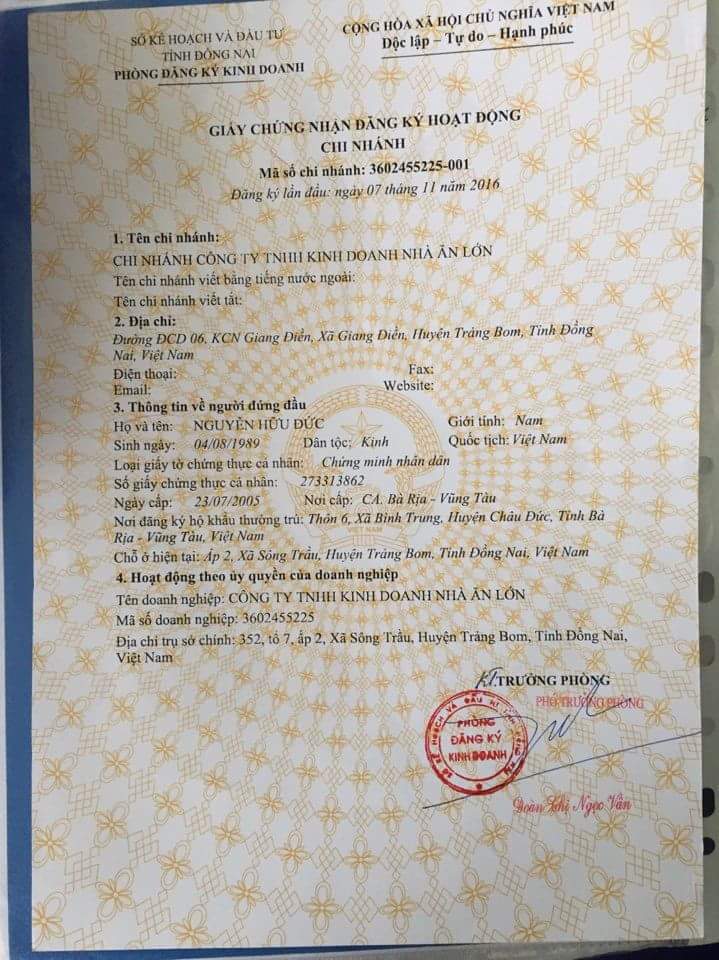 SỞ KẾ HOẠCH VÀ ĐẦU TƯ
TỈNH ĐỒNG NAI
PHÒNG ĐĂNG KÝ KINH DOANH
CỘNG HÒA XÃ HỘI CHỦ NGHĨA VIỆT NAM
Độc lập – Tự do – Hạnh phúc
GIẤY CHỨNG NHẬN ĐĂNG KÝ HOẠT ĐỘNG
CHI NHÁNH
Mã số chi nhánh: 3602455225-001
Đăng ký lần đầu: ngày 07 tháng 11 năm 2016
1. Tên chi nhánh:
CHI NHÁNH CÔNG TY TNHH KINH DOANH NHÀ ĂN LỚN
Tên chi nhánh viết bằng tiếng nước ngoài:
Tên chi nhánh viết tắt:
2. Địa chỉ:
Đường ĐCD 06, KCN Giang Điền, Xã Giang Điền, Huyện Trảng Bom, Tỉnh Đồng
Nai, Việt Nam
Điện thoại: Fax:
Email: Website:
3. Thông tin về người đứng đầu
Họ và tên: NGUYỄN HỮU ĐỨC Giới tính: Nam
Sinh ngày: 04/08/1989 Dân tộc: Kinh Quốc tịch: Việt Nam
Loại giấy tờ chứng thực cá nhân: Chứng minh nhân dân
Số giấy chứng thực cá nhân: 273313862
Ngày cấp: 23/07/2005 Nơi cấp: CA. Bà Rịa - Vũng Tàu
Nơi đăng ký hộ khẩu thường trú: Thôn 6, Xã Bình Trung, Huyện Châu Đức, Tỉnh Bà
Rịa - Vũng Tàu, Việt Nam
Chỗ ở hiện tại: Ấp 2, Xã Sông Trầu, Huyện Trảng Bom, Tỉnh Đồng Nai, Việt Nam
4. Hoạt động theo ủy quyền của doanh nghiệp
Tên doanh nghiệp: CÔNG TY TNHH KINH DOANH NHÀ ĂN LỚN
Mã số doanh nghiệp: 3602455225
Địa chỉ trụ sở chính: 352, tổ 7, ấp 2, Xã Sông Trầu, Huyện Trảng Bom, Tỉnh Đồng Nai,
Việt Nam
KT.TRƯỞNG PHÒNG
PHÓ TRƯỞNG PHÒNG
PHÒNG
ĐĂNG KÝ
KINH DOANH
Đoàn Thị Ngọc Vân
VIỆT NAM